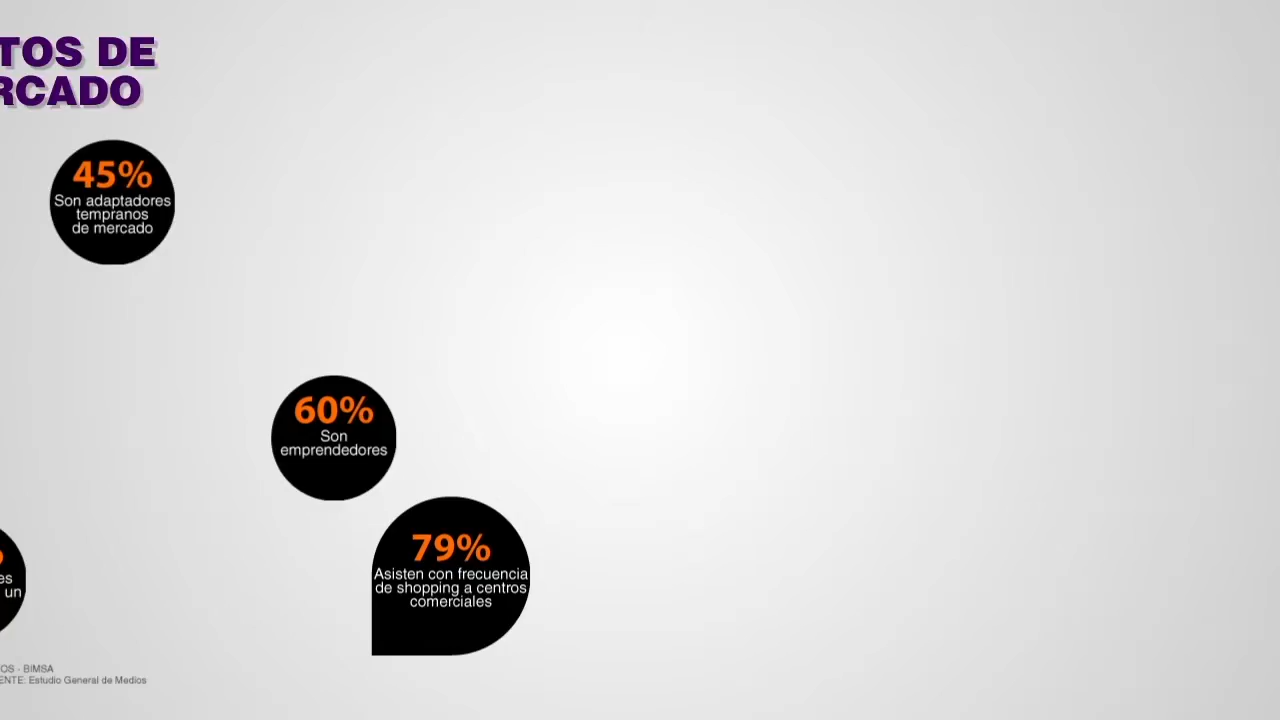 TOS DE
RCADO
45%
Son adaptadores
tempranos
de mercado
60%
Son
emprendedores
79%
Asisten con frecuencia
de shopping a centros
comerciales
%
es
un
OS - BIMSA
ENTE: Estudio General de Medios